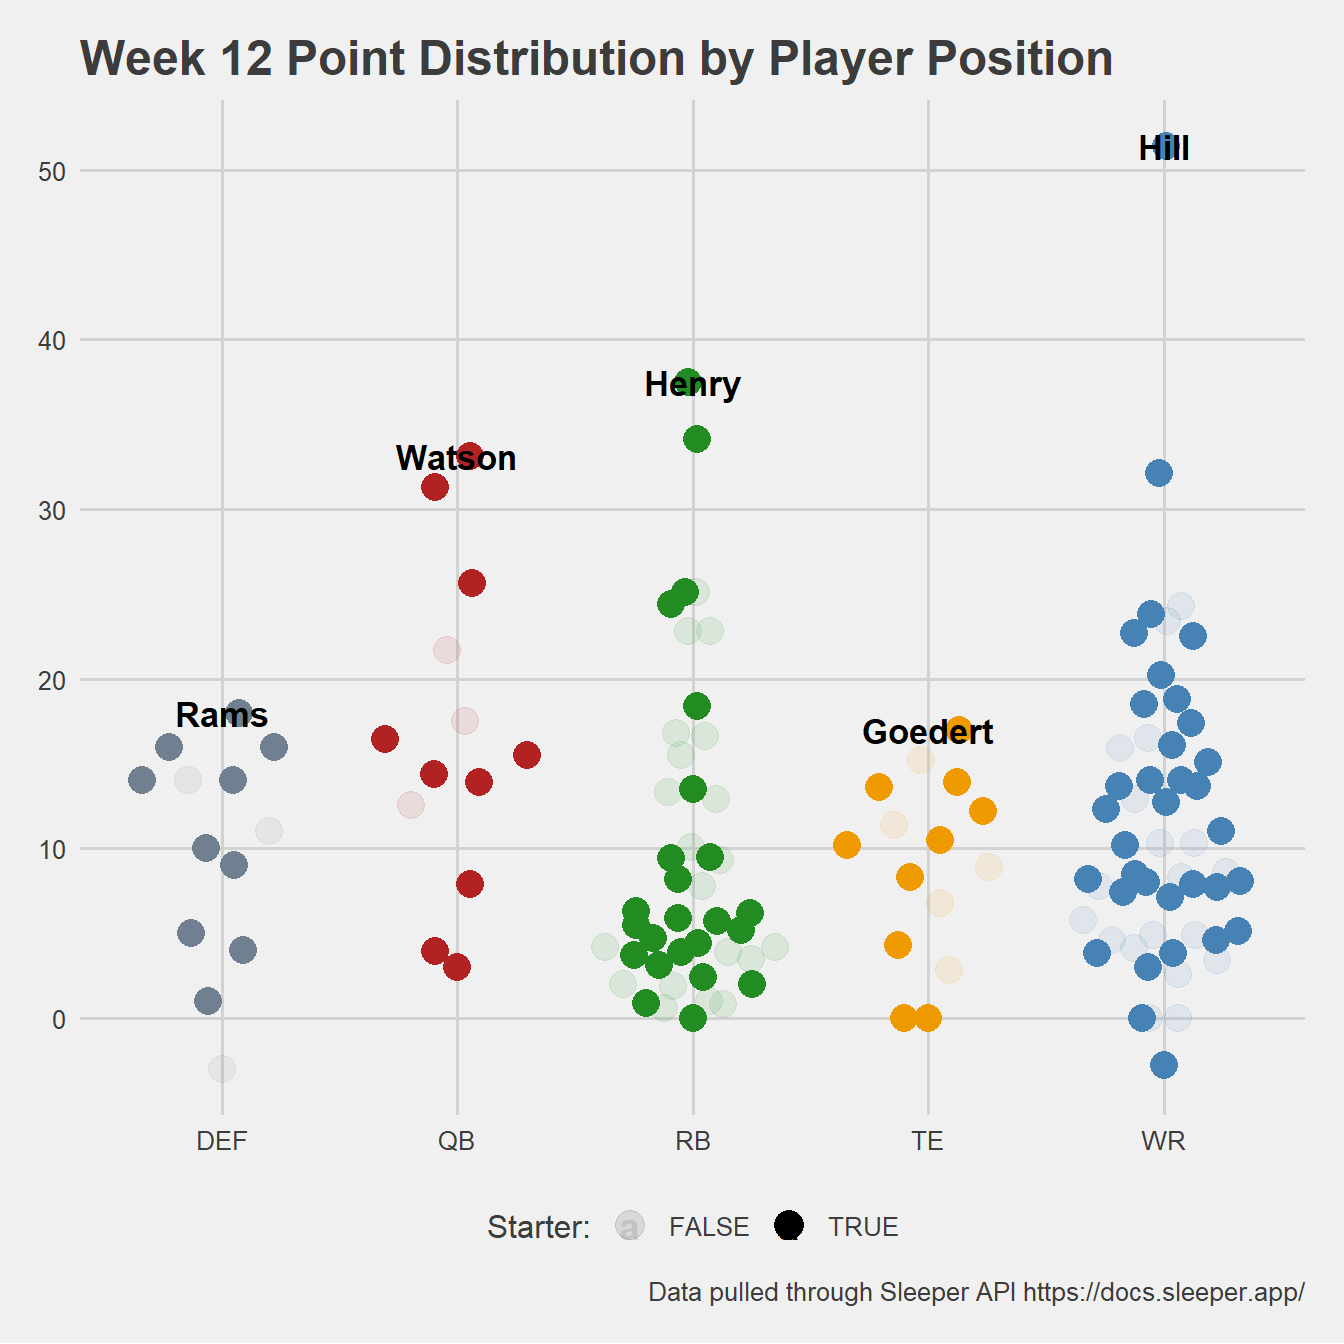 Week 12 Point Distribution by Player Position
Hill
50
40
Henry
Watson
30
20
Rams
Goedert
10
0
DEF QB RB TE WR
Starter: a FALSE TRUE
Data pulled through Sleeper API https://docs.sleeper.app/